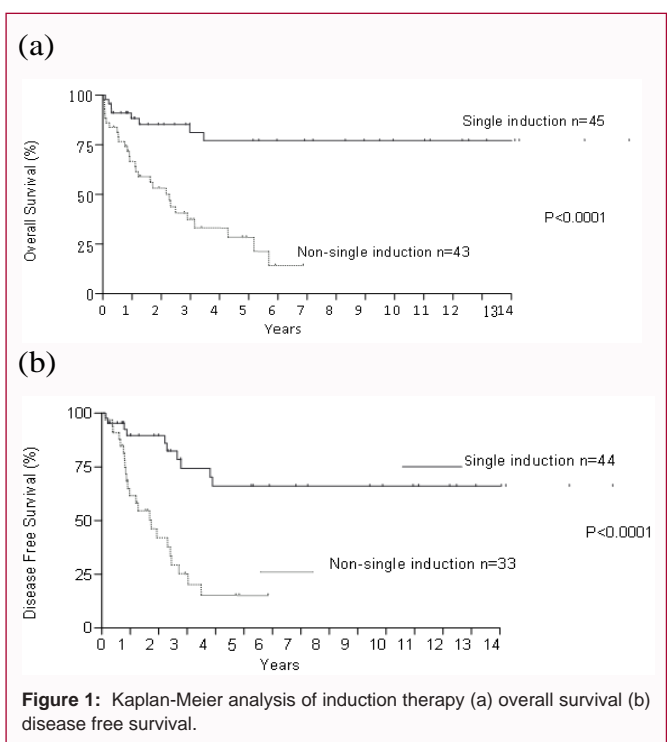 (a)
100
75
50
25
0
Overall Survival (%)
Single induction n=45
P<0.0001
Non-single induction n=43
0 1 2 3 4 5 6 7 7 8 9 10 11 12 1314
Years
(b)
100
75
50
25
0
Disease Free Survival (%)
Single induction n=44
P<0.0001
Non-single induction n=33
0 1 2 3 4 5 6 7 8 9 10 11 12 14
Years
Figure 1: Kaplan-Meier analysis of induction therapy (a) overall survival (b)
disease free survival.